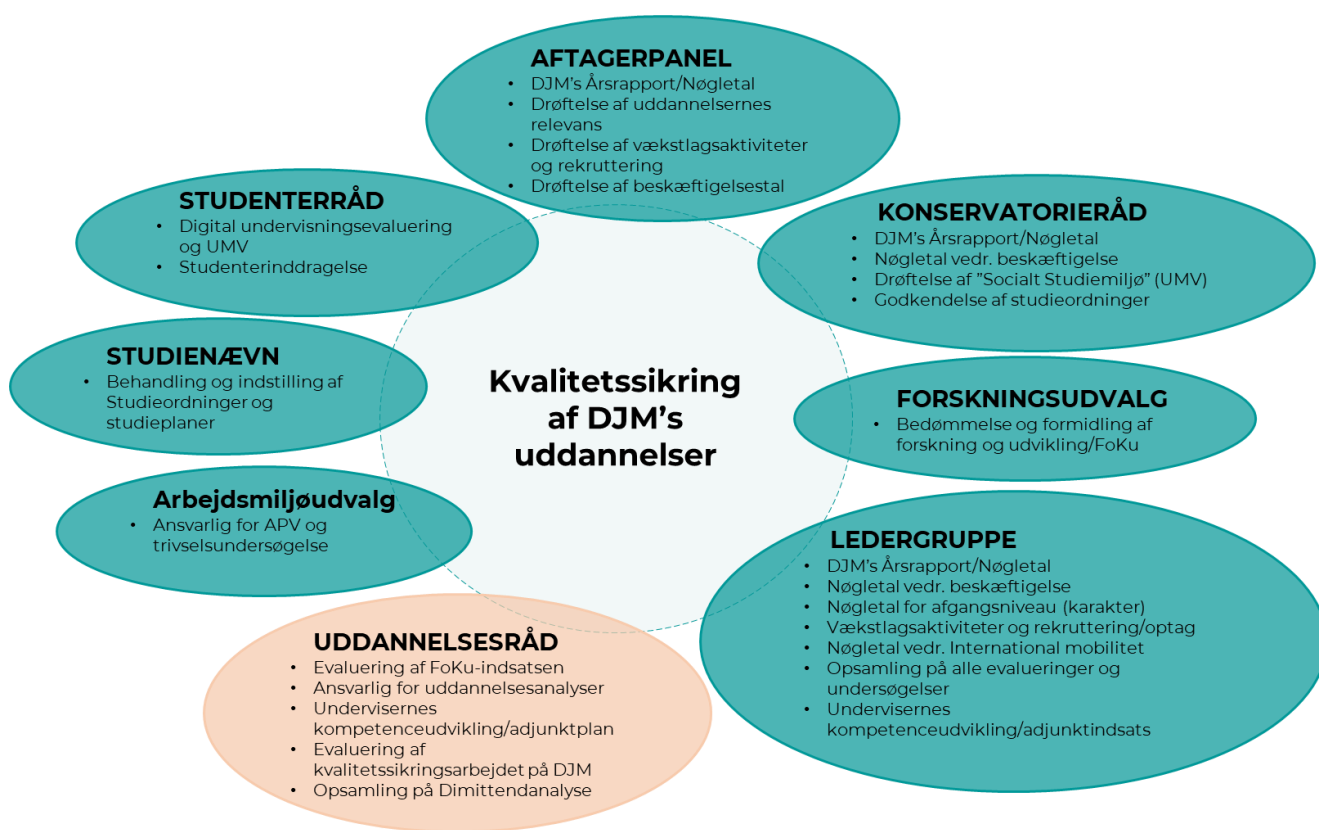 AFTAGERPANEL
• DJM's Årsrapport/Nøgletal
• Drøftelse af uddannelsernes
relevans
• Drøftelse af vækstlagsaktiviteter
og rekruttering
• Drøftelse af beskæftigelsestal
STUDENTERRÅD
• Digital undervisningsevaluering
og UMV
• Studenterinddragelse
KONSERVATORIERÅD
• DJM's Årsrapport/Nøgletal
• Nøgletal vedr. beskæftigelse
• Drøftelse af ”Socialt Studiemiljø” (UMV)
• Godkendelse af studieordninger
STUDIENÆVN
• Behandling og indstilling af
Studieordninger og
studieplaner
Kvalitetssikring
af DJM's
uddannelser
FORSKNINGSUDVALG
• Bedømmelse og formidling af
forskning og udvikling/FoKu
Arbejdsmiljøudvalg
• Ansvarlig for APV og
trivselsundersøgelse
LEDERGRUPPE
• DJM's Årsrapport/Nøgletal
• Nøgletal vedr. beskæftigelse
• Nøgletal for afgangsniveau (karakter)
• Vækstlagsaktiviteter og rekruttering/optag
• Nøgletal vedr. International mobilitet
• Opsamling på alle evalueringer og
undersøgelser
• Undervisernes
kompetenceudvikling/adjunktindsats
UDDANNELSESRÅD
• Evaluering af FoKu-indsatsen
• Ansvarlig for uddannelsesanalyser
• Undervisernes
kompetenceudvikling/adjunktplan
• Evaluering af
kvalitetssikringsarbejdet på DJM
• Opsamling på Dimittendanalyse